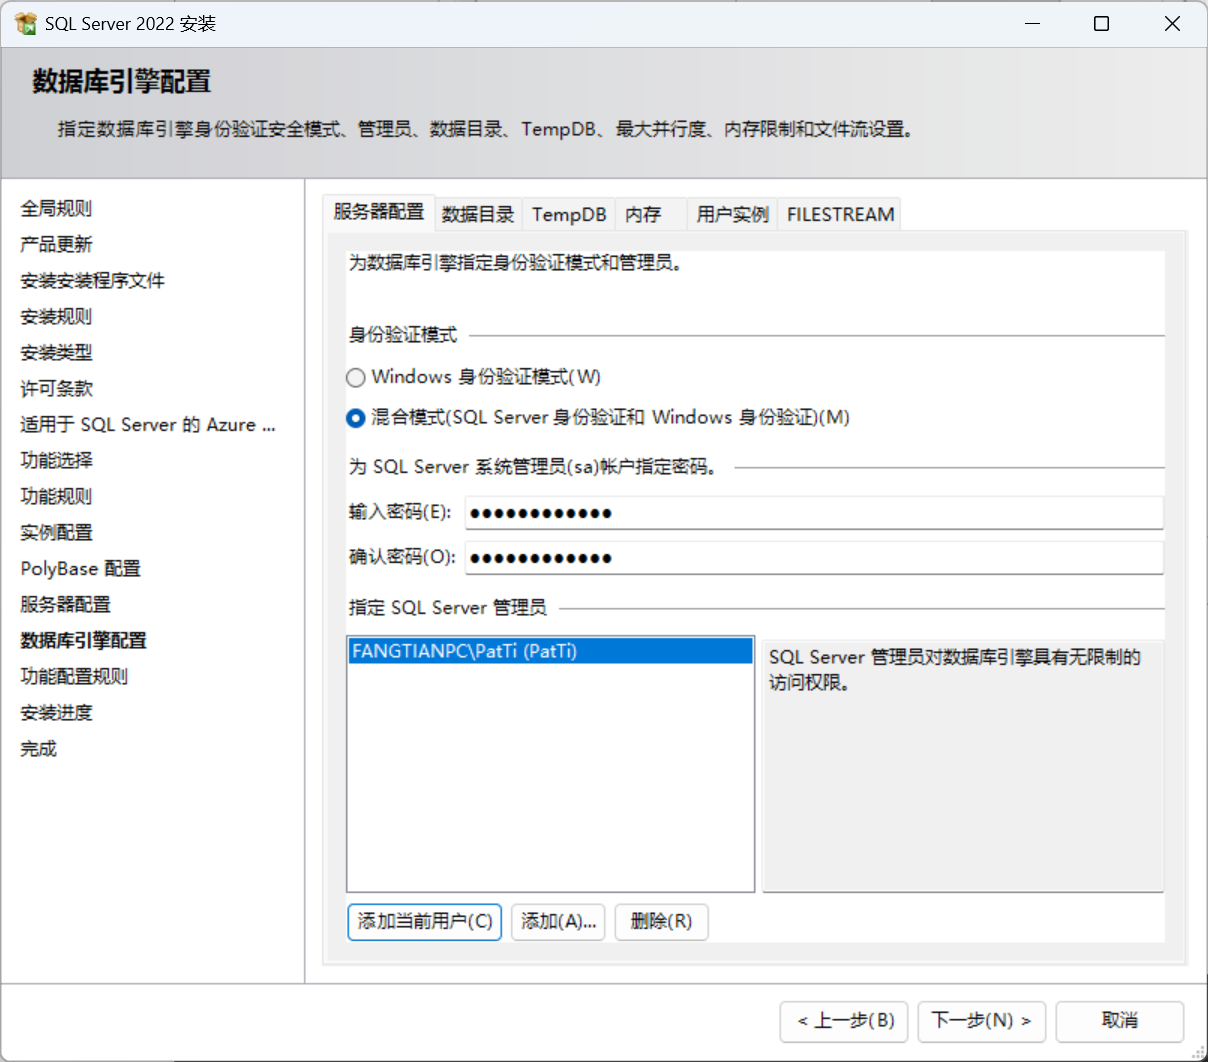 SQL Server 2022 安装
数据库引擎配置
指定数据库引擎身份验证安全模式、管理员、数据目录、TempDB、最大并行度、内存限制和文件流设置。
全局规则
产品更新
安装安装程序文件
安装规则
安装类型
许可条款
适用于 SQL Server 的 Azure ...
功能选择
功能规则
实例配置
PolyBase 配置
服务器配置
数据库引擎配置
功能配置规则
安装进度
完成
服务器配置 数据目录 TempDB 内存 用户实例 FILESTREAM
为数据库引擎指定身份验证模式和管理员。
身份验证模式
Windows 身份验证模式(W)
混合模式(SQL Server 身份验证和 Windows 身份验证)(M)
为 SQL Server 系统管理员(sa)帐户指定密码。
输入密码(E): ●●●●●●●●●●●●
确认密码(O): ●●●●●●●●●●●●
指定 SQL Server 管理员
FANGTIANPC\PatTi (PatTi)
SQL Server 管理员对数据库引擎具有无限制的
访问权限。
添加当前用户(C) 添加(A)... 删除(R)
< 上一步(B) 下一步(N) > 取消